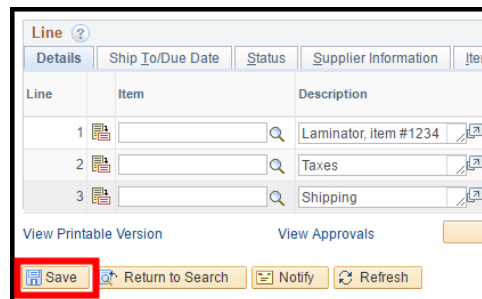 Line ?
Details Ship To/Due Date Status Supplier Information
Line Item Description
1 Laminator, item #1234
2 Taxes
3 Shipping
View Printable Version View Approvals
Save Return to Search Notify Refresh